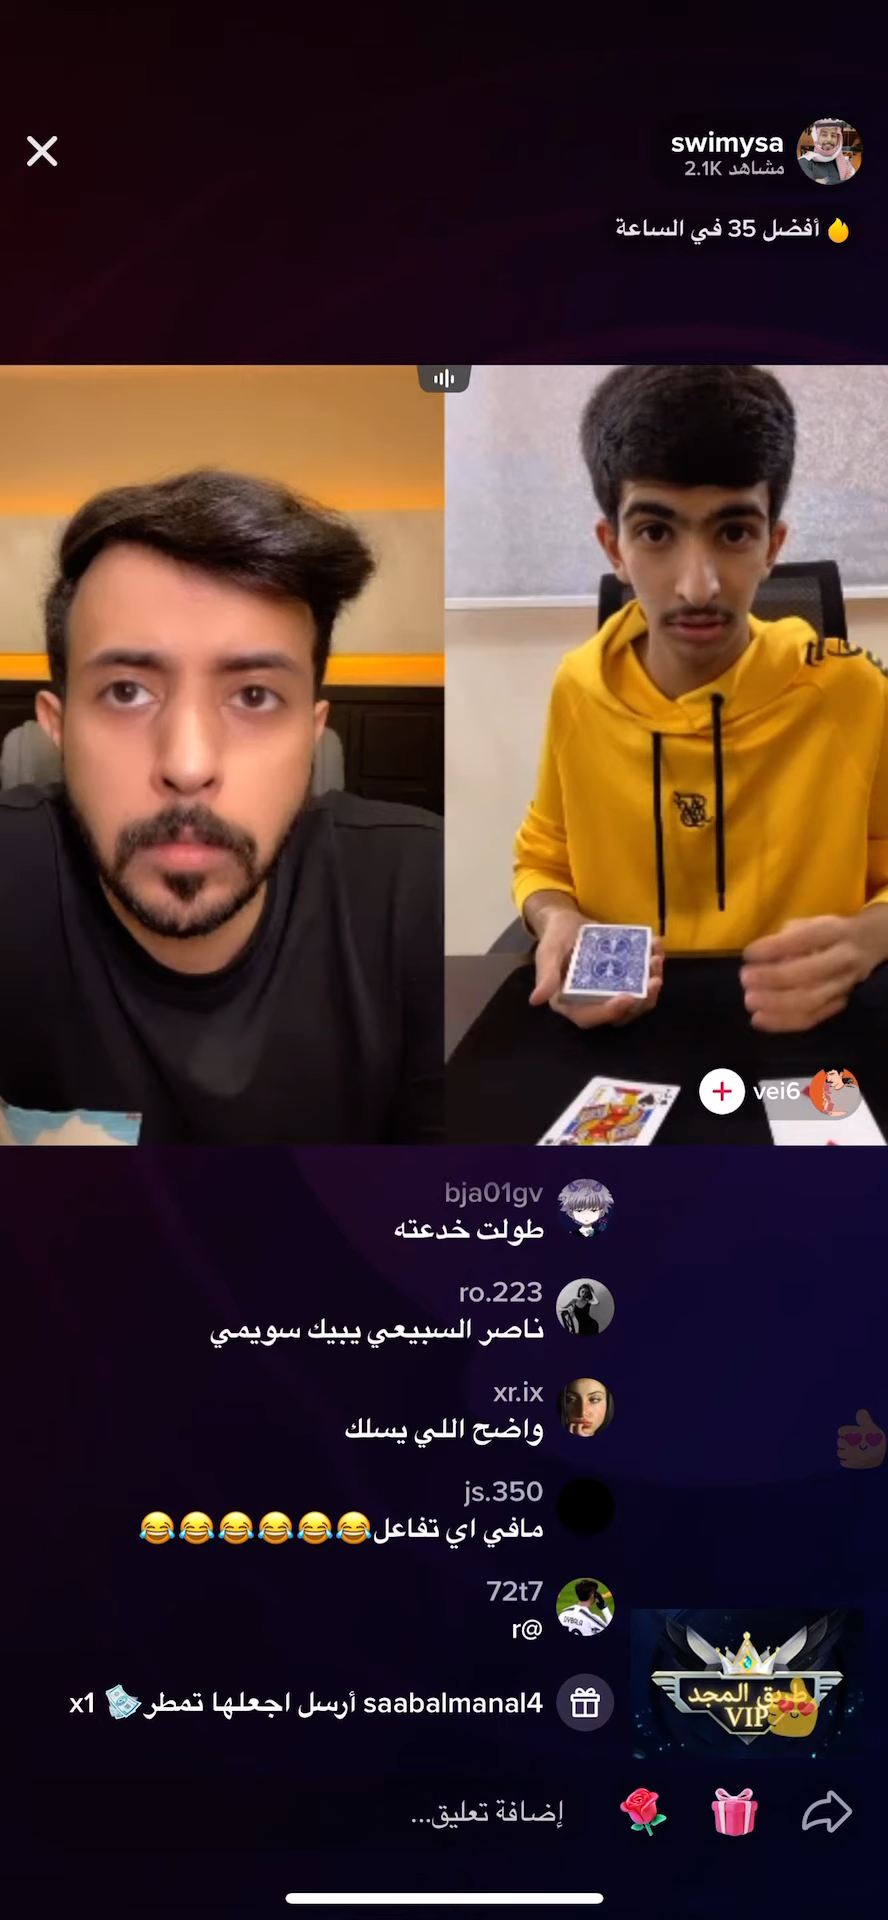 swimysa
2.1K مشاهد
أفضل 35 في الساعة
vei6
bja01gv
طولت خدعته
ro.223
ناصر السبيعي يبيك سويمي
xr.ix
واضح اللي يسلك
js.350
مافي اي تفاعل😂😂😂😂😂😂
72t7
r@
saabalmanal4 أرسل اجعلها تمطر x1
طريق المجد
VIP
إضافة تعليق...